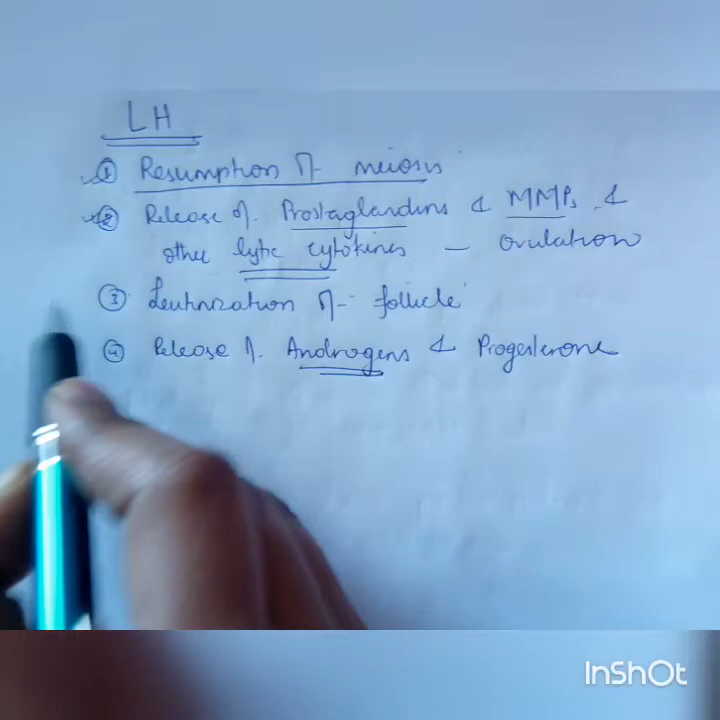 LH
① Resumption of meiosis
② Release of. Prostaglandins & MMPs &
other lytic cytokines – ovulation
③ Leutinization of follicle
④ Release of. Androgens & Progesterone
InShOt